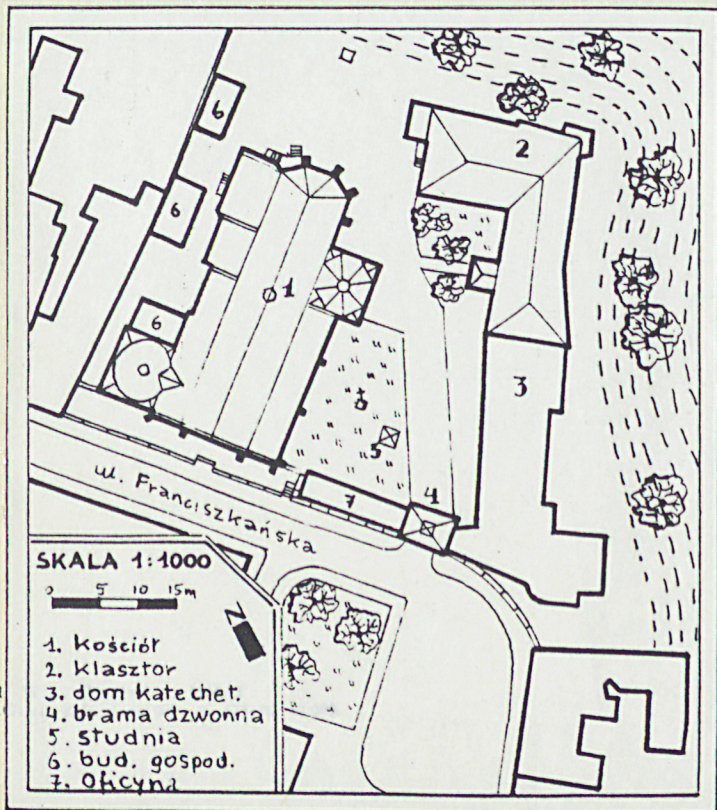 6
2
6
1
6
3
5
4
7
ul. Franciszkańska
SKALA 1:1000
0 5 10 15m
N
1. Kościół
2. Klasztor
3. dom katechet.
4. brama dzwonna
5. studnia
6. bud. gospod.
7. Oficyna